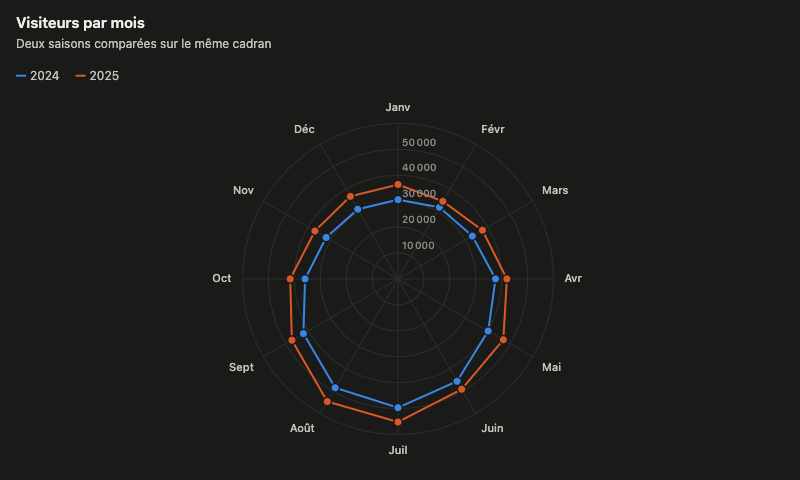 Visiteurs par mois
Deux saisons comparées sur le même cadran
2024 2025
Janv
Déc Févr
50 000
40 000
Nov 30 000 Mars
20 000
10 000
Oct Avr
Sept Mai
Août Juin
Juil